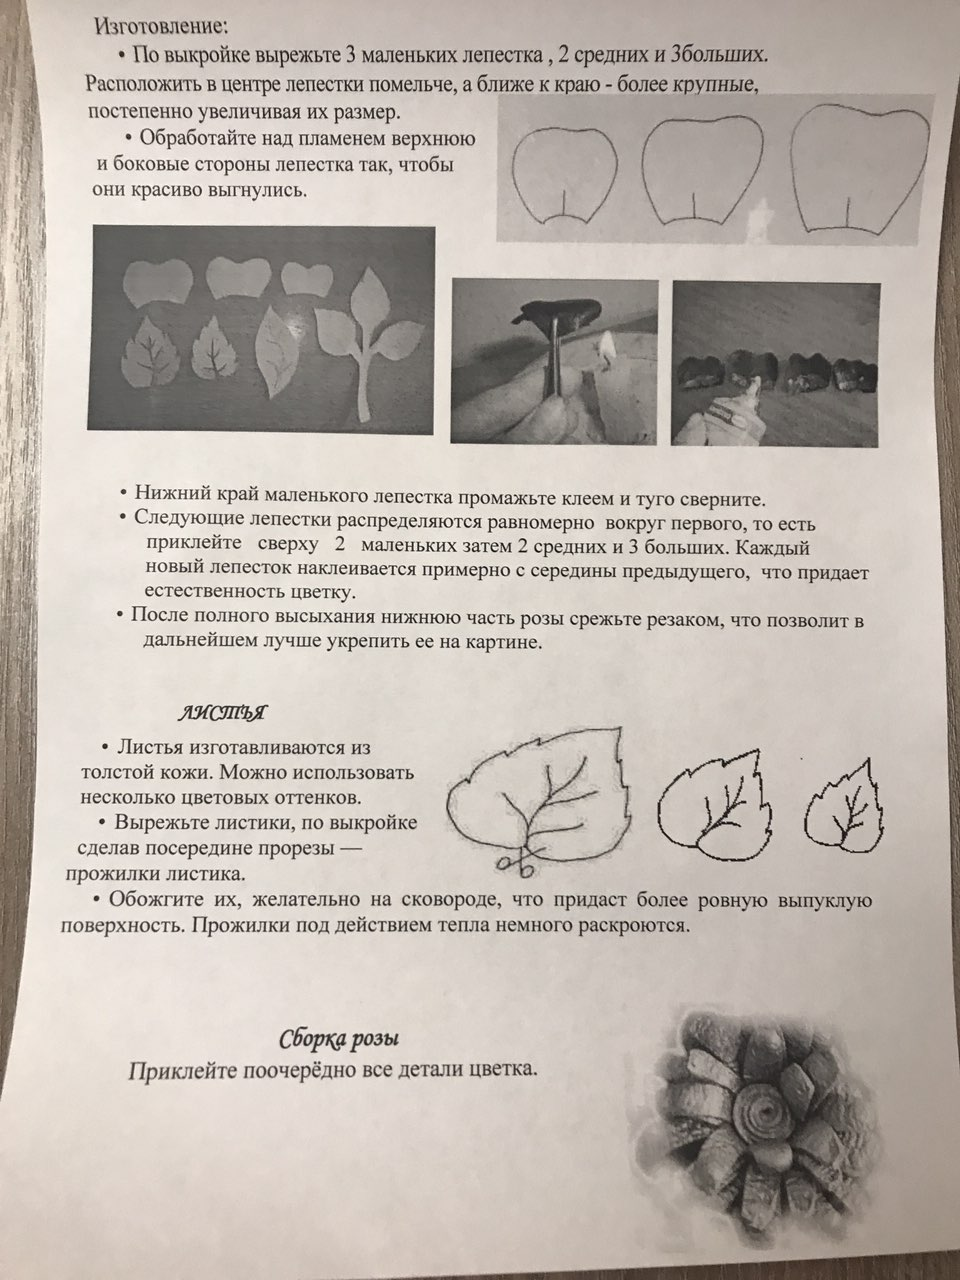 Изготовление:
• По выкройке вырежьте 3 маленьких лепестка , 2 средних и 3больших.
Расположить в центре лепестки помельче, а ближе к краю - более крупные,
постепенно увеличивая их размер.
• Обработайте над пламенем верхнюю
и боковые стороны лепестка так, чтобы
они красиво выгнулись.
• Нижний край маленького лепестка промажьте клеем и туго сверните.
• Следующие лепестки распределяются равномерно вокруг первого, то есть
приклейте сверху 2 маленьких затем 2 средних и 3 больших. Каждый
новый лепесток наклеивается примерно с середины предыдущего, что придает
естественность цветку.
• После полного высыхания нижнюю часть розы срежьте резаком, что позволит в
дальнейшем лучше укрепить ее на картине.
ЛИСТЬЯ
• Листья изготавливаются из
толстой кожи. Можно использовать
несколько цветовых оттенков.
• Вырежьте листики, по выкройке
сделав посередине прорезы —
прожилки листика.
• Обожгите их, желательно на сковороде, что придаст более ровную выпуклую
поверхность. Прожилки под действием тепла немного раскроются.
Сборка розы
Приклейте поочерёдно все детали цветка.